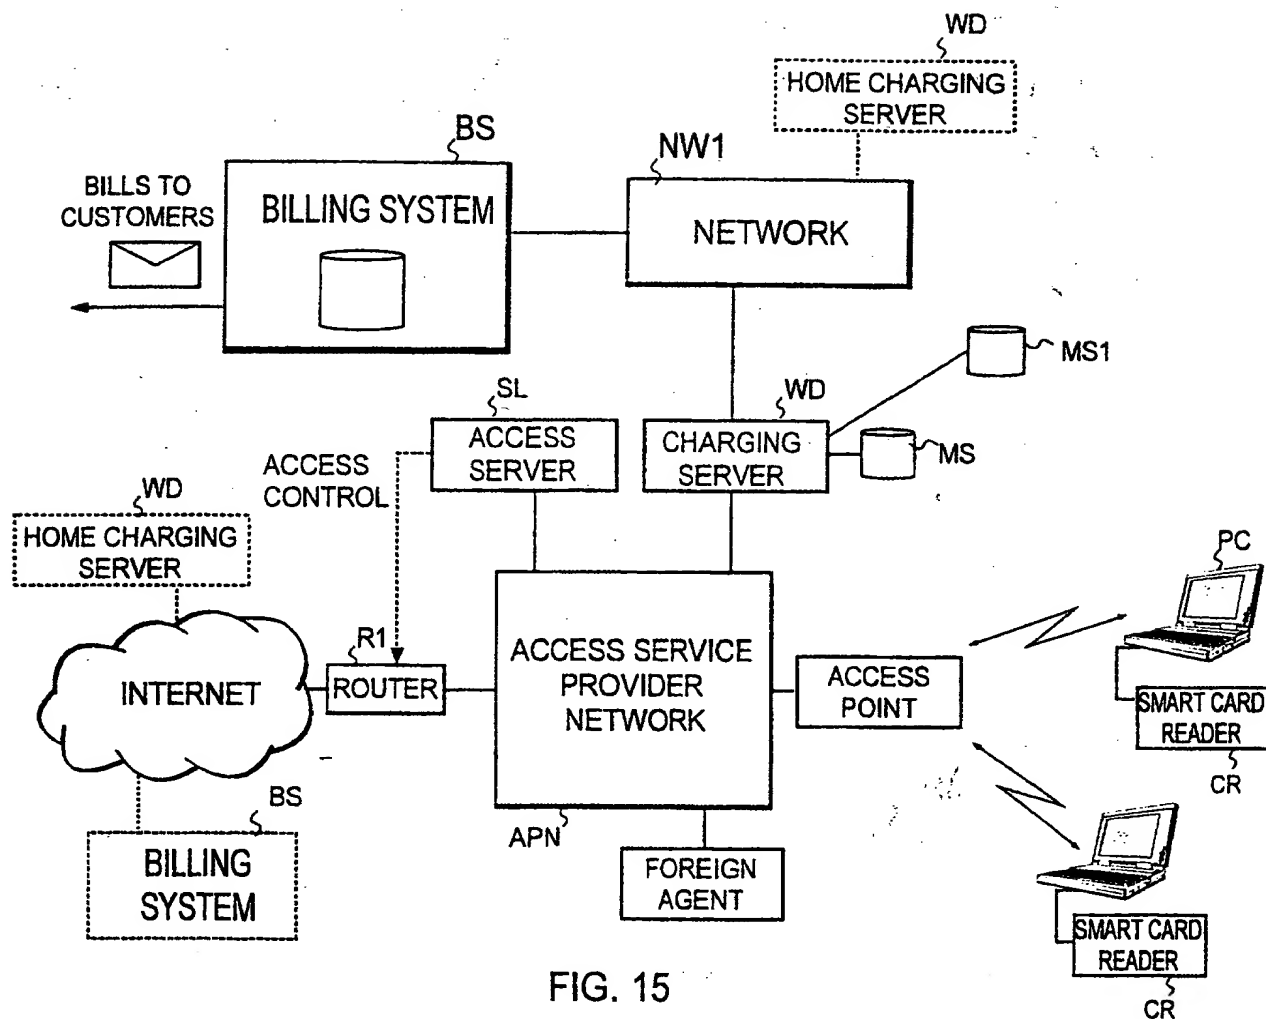 WD
HOME CHARGING
SERVER
BS
NW1
BILLS TO
CUSTOMERS
BILLING SYSTEM
NETWORK
MS1
SL
WD
ACCESS
SERVER
CHARGING
SERVER
MS
ACCESS
CONTROL
WD
HOME CHARGING
SERVER
PC
R1
INTERNET
ROUTER
ACCESS SERVICE
PROVIDER
NETWORK
ACCESS
POINT
SMART CARD
READER
CR
BS
APN
BILLING
SYSTEM
FOREIGN
AGENT
SMART CARD
READER
CR
FIG. 15